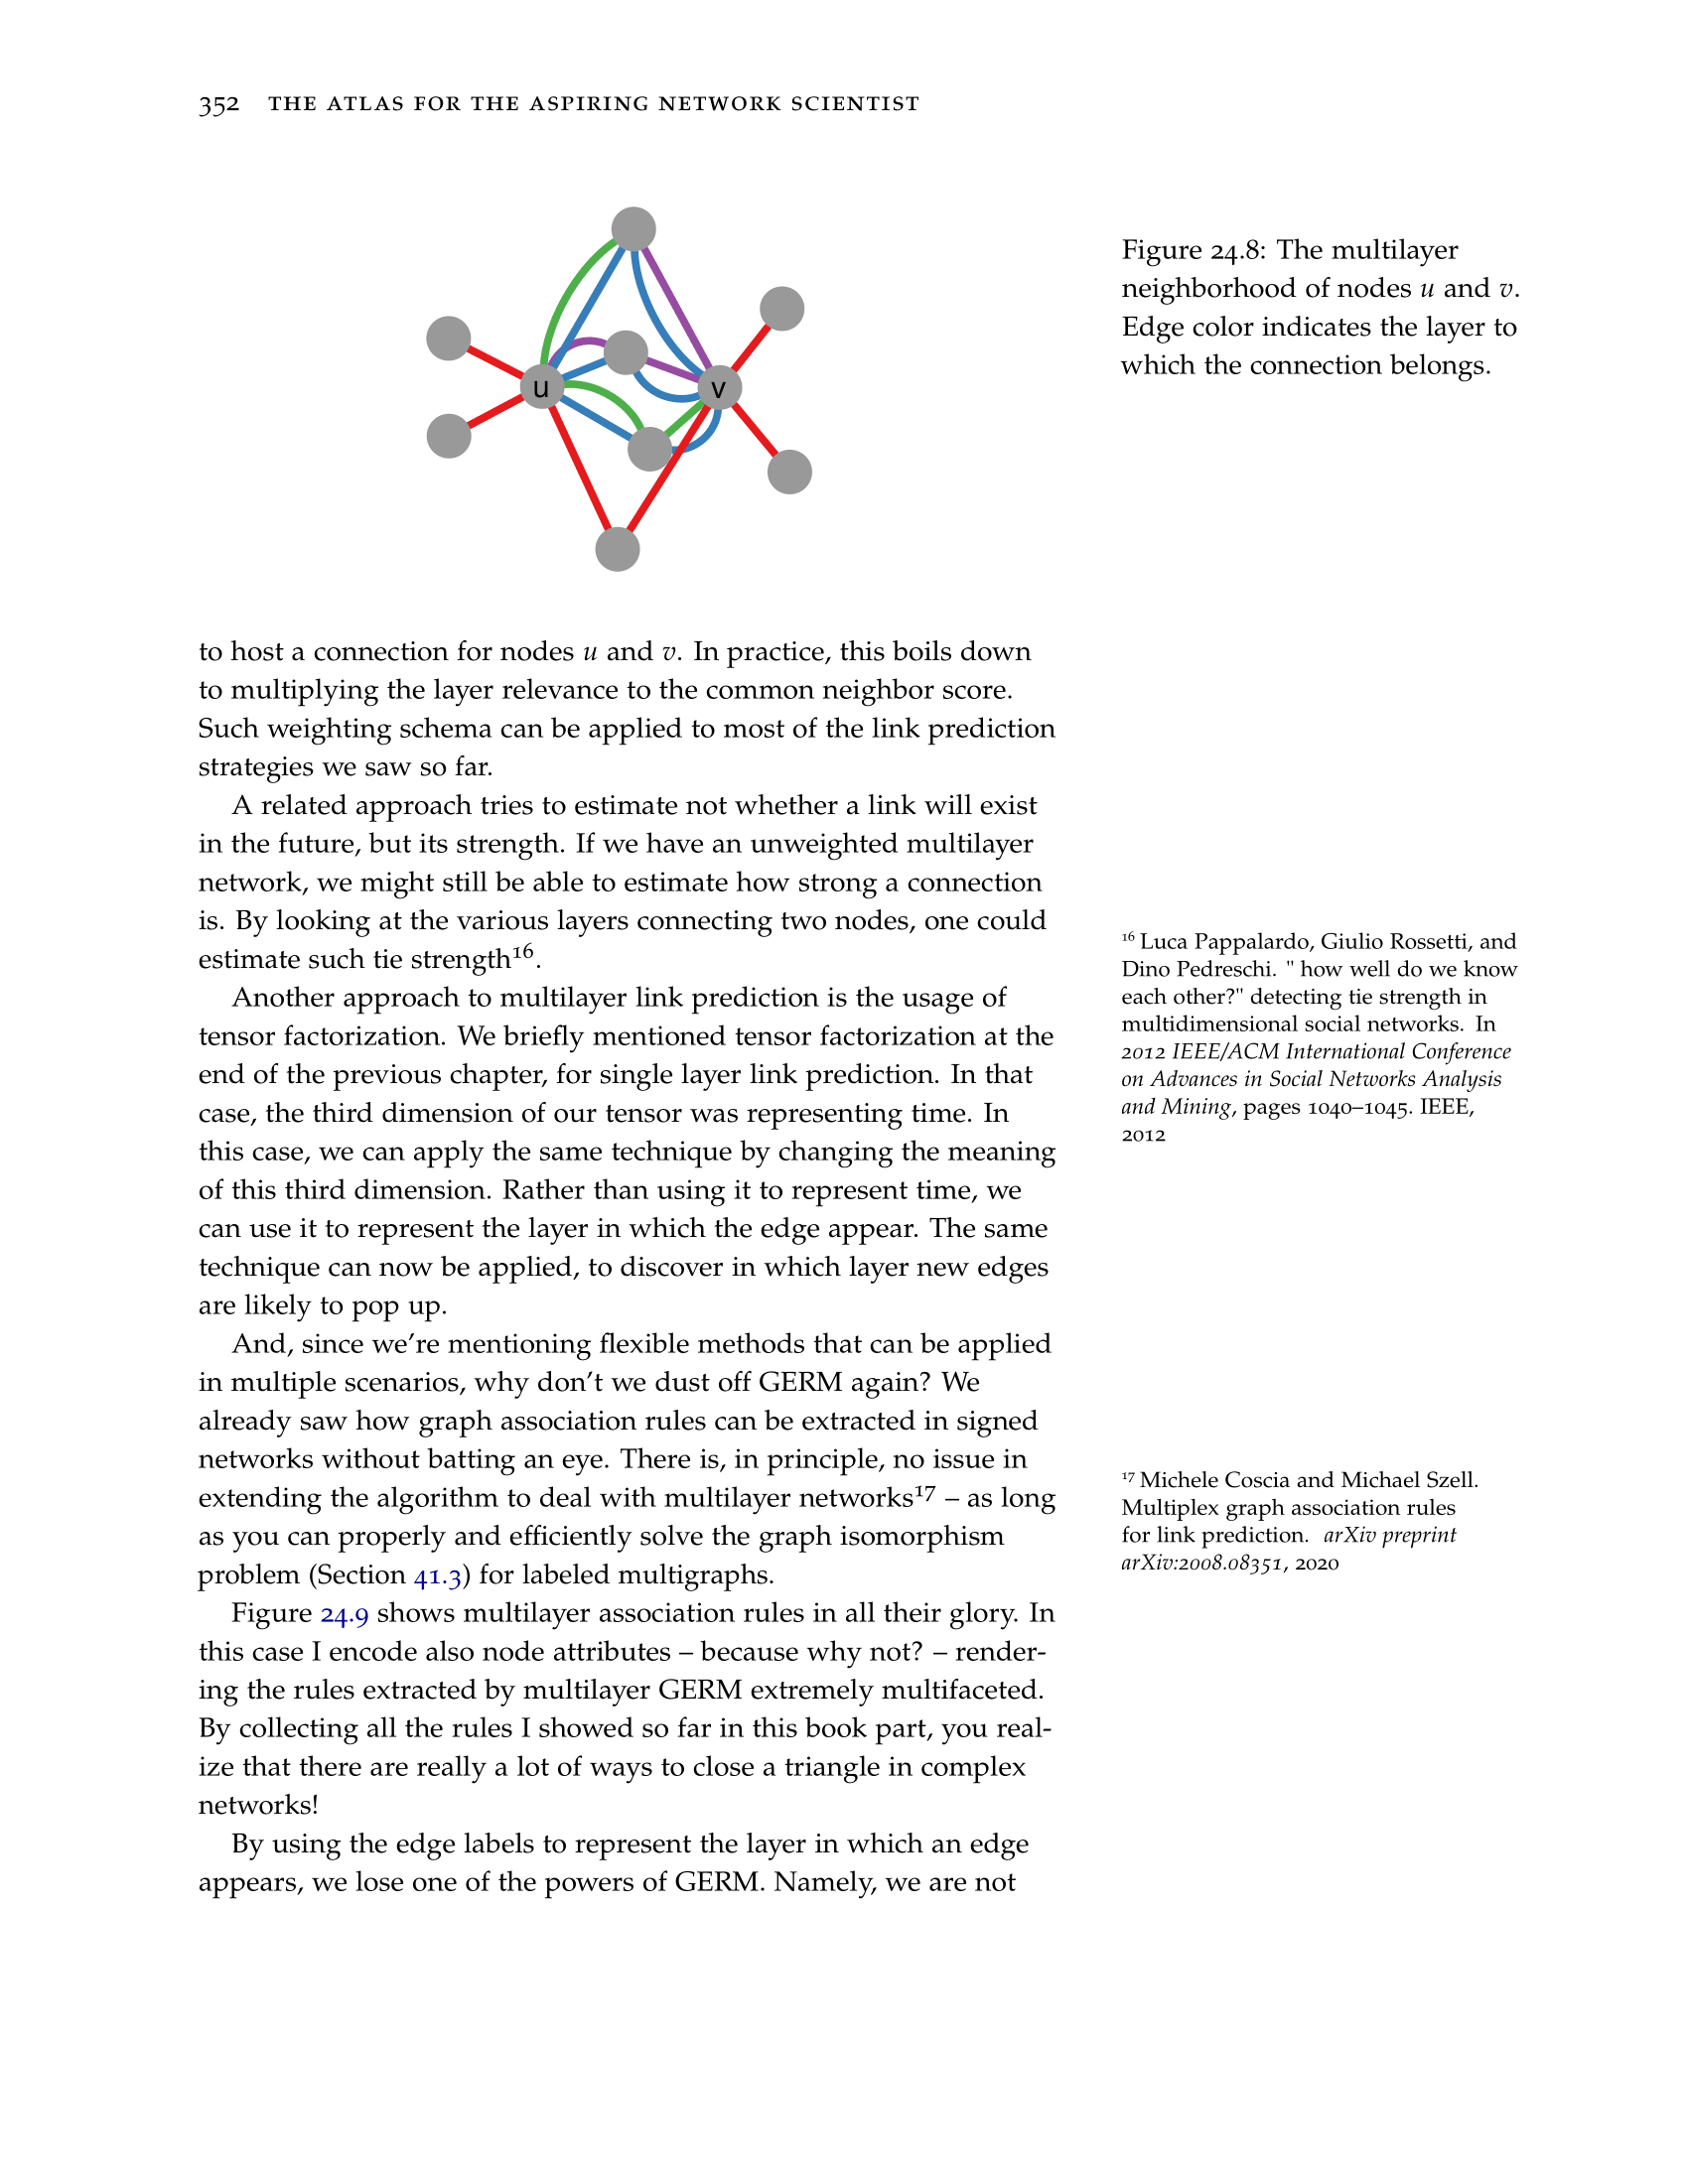 352 THE ATLAS FOR THE ASPIRING NETWORK SCIENTIST
u
v
Figure 24.8: The multilayer
neighborhood of nodes u and v.
Edge color indicates the layer to
which the connection belongs.
to host a connection for nodes u and v. In practice, this boils down
to multiplying the layer relevance to the common neighbor score.
Such weighting schema can be applied to most of the link prediction
strategies we saw so far.
A related approach tries to estimate not whether a link will exist
in the future, but its strength. If we have an unweighted multilayer
network, we might still be able to estimate how strong a connection
is. By looking at the various layers connecting two nodes, one could
estimate such tie strength16.
16 Luca Pappalardo, Giulio Rossetti, and
Dino Pedreschi. " how well do we know
each other?" detecting tie strength in
multidimensional social networks. In
2012 IEEE/ACM International Conference
on Advances in Social Networks Analysis
and Mining, pages 1040–1045. IEEE,
2012
Another approach to multilayer link prediction is the usage of
tensor factorization. We briefly mentioned tensor factorization at the
end of the previous chapter, for single layer link prediction. In that
case, the third dimension of our tensor was representing time. In
this case, we can apply the same technique by changing the meaning
of this third dimension. Rather than using it to represent time, we
can use it to represent the layer in which the edge appear. The same
technique can now be applied, to discover in which layer new edges
are likely to pop up.
And, since we're mentioning flexible methods that can be applied
in multiple scenarios, why don't we dust off GERM again? We
already saw how graph association rules can be extracted in signed
networks without batting an eye. There is, in principle, no issue in
extending the algorithm to deal with multilayer networks17 – as long
as you can properly and efficiently solve the graph isomorphism
problem (Section 41.3) for labeled multigraphs.
17 Michele Coscia and Michael Szell.
Multiplex graph association rules
for link prediction. arXiv preprint
arXiv:2008.08351, 2020
Figure 24.9 shows multilayer association rules in all their glory. In
this case I encode also node attributes – because why not? – render-
ing the rules extracted by multilayer GERM extremely multifaceted.
By collecting all the rules I showed so far in this book part, you real-
ize that there are really a lot of ways to close a triangle in complex
networks!
By using the edge labels to represent the layer in which an edge
appears, we lose one of the powers of GERM. Namely, we are not